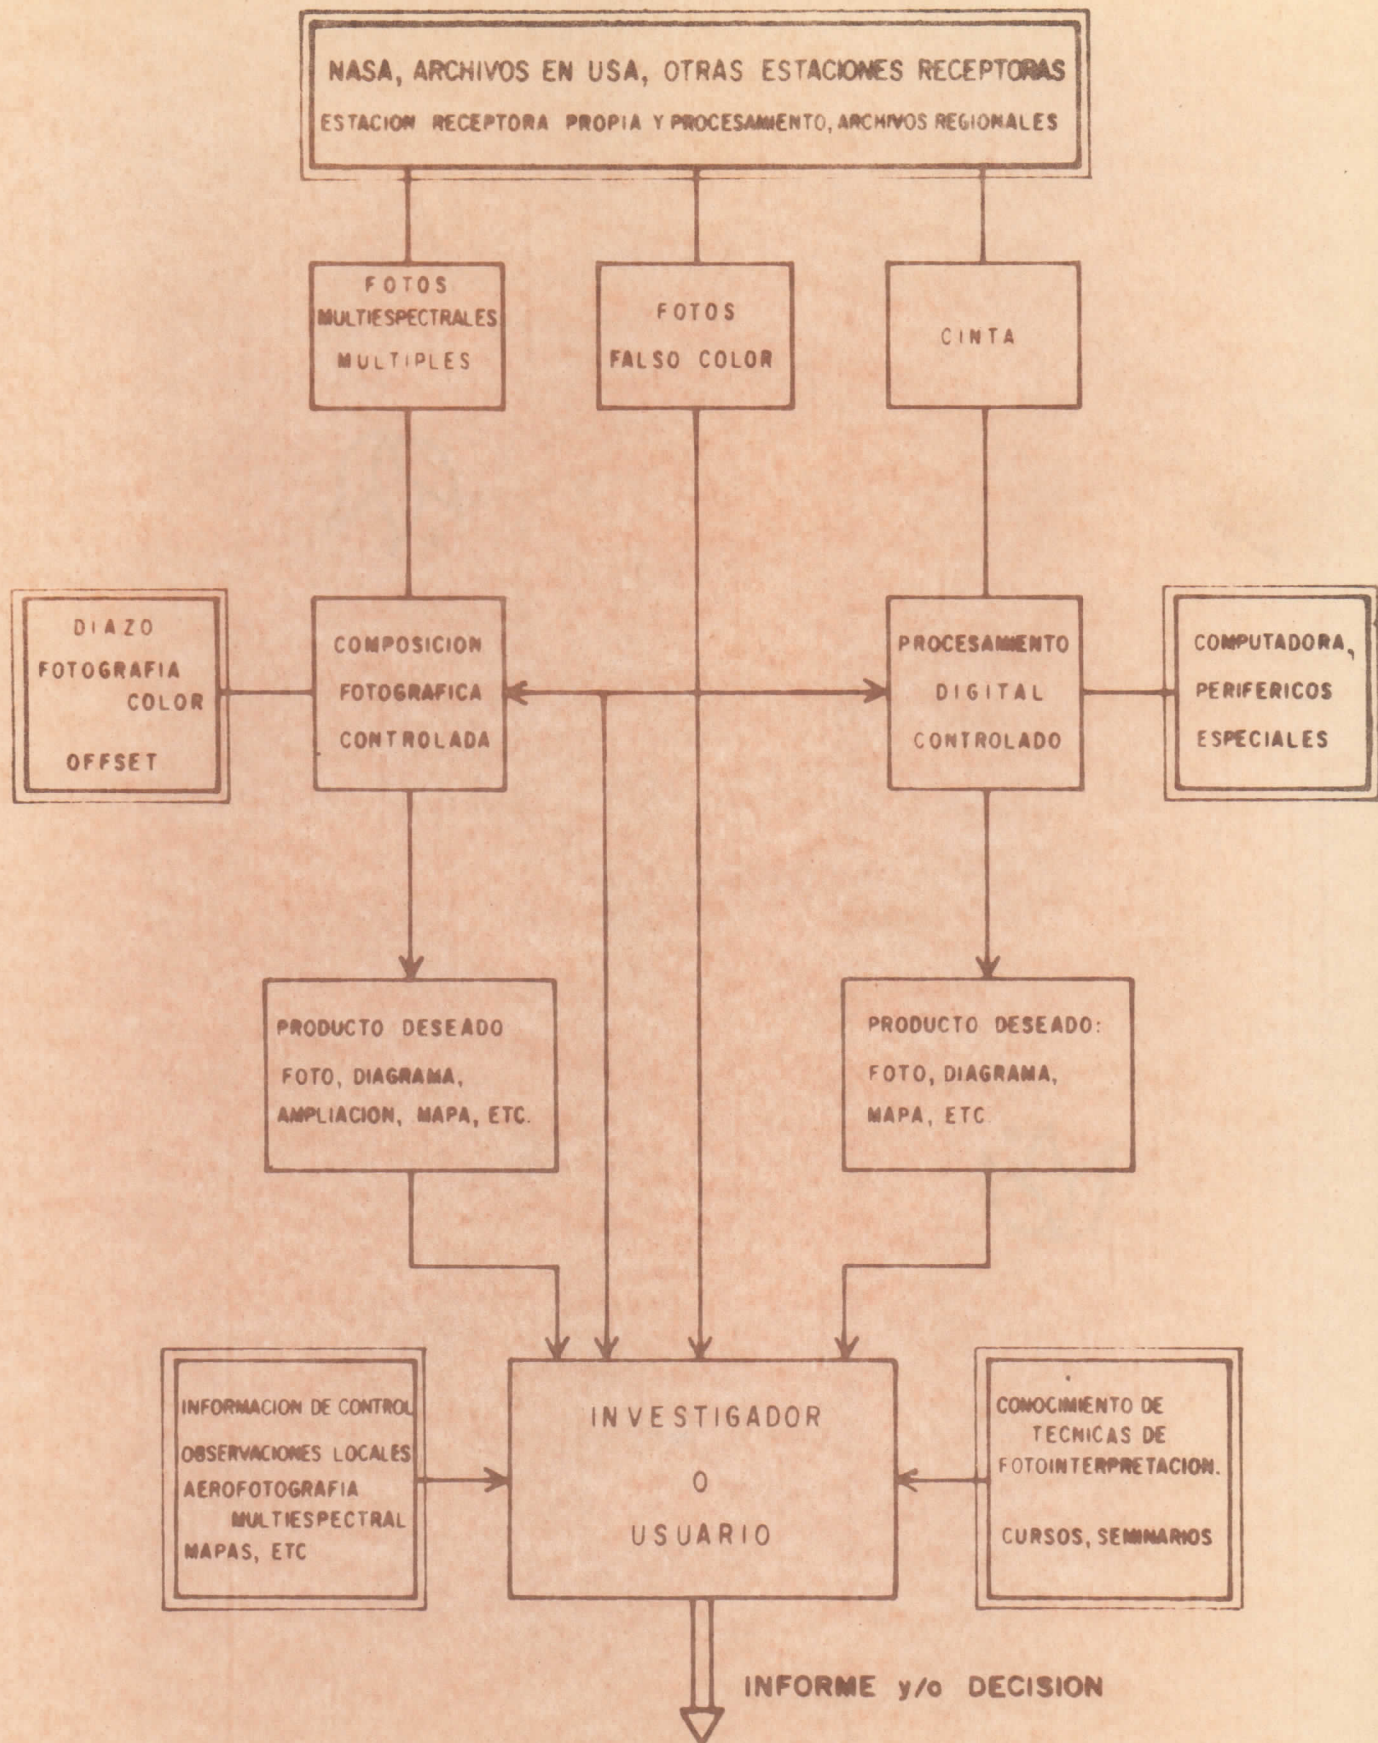 NASA, ARCHIVOS EN USA, OTRAS ESTACIONES RECEPTORAS
ESTACION RECEPTORA PROPIA Y PROCESAMIENTO, ARCHIVOS REGIONALES
FOTOS
MULTIESPECTRALES
MULTIPLES
FOTOS
FALSO COLOR
CINTA
DIAZO
FOTOGRAFIA
COLOR
OFFSET
COMPOSICION
FOTOGRAFICA
CONTROLADA
PROCESAMIENTO
DIGITAL
CONTROLADO
COMPUTADORA,
PERIFERICOS
ESPECIALES
PRODUCTO DESEADO
FOTO, DIAGRAMA,
AMPLIACION, MAPA, ETC.
PRODUCTO DESEADO:
FOTO, DIAGRAMA,
MAPA, ETC
INFORMACION DE CONTROL
OBSERVACIONES LOCALES
AEROFOTOGRAFIA
MULTIESPECTRAL
MAPAS, ETC
INVESTIGADOR
O
USUARIO
CONOCIMIENTO DE
TECNICAS DE
FOTOINTERPRETACION.
CURSOS, SEMINARIOS
INFORME y/o DECISION